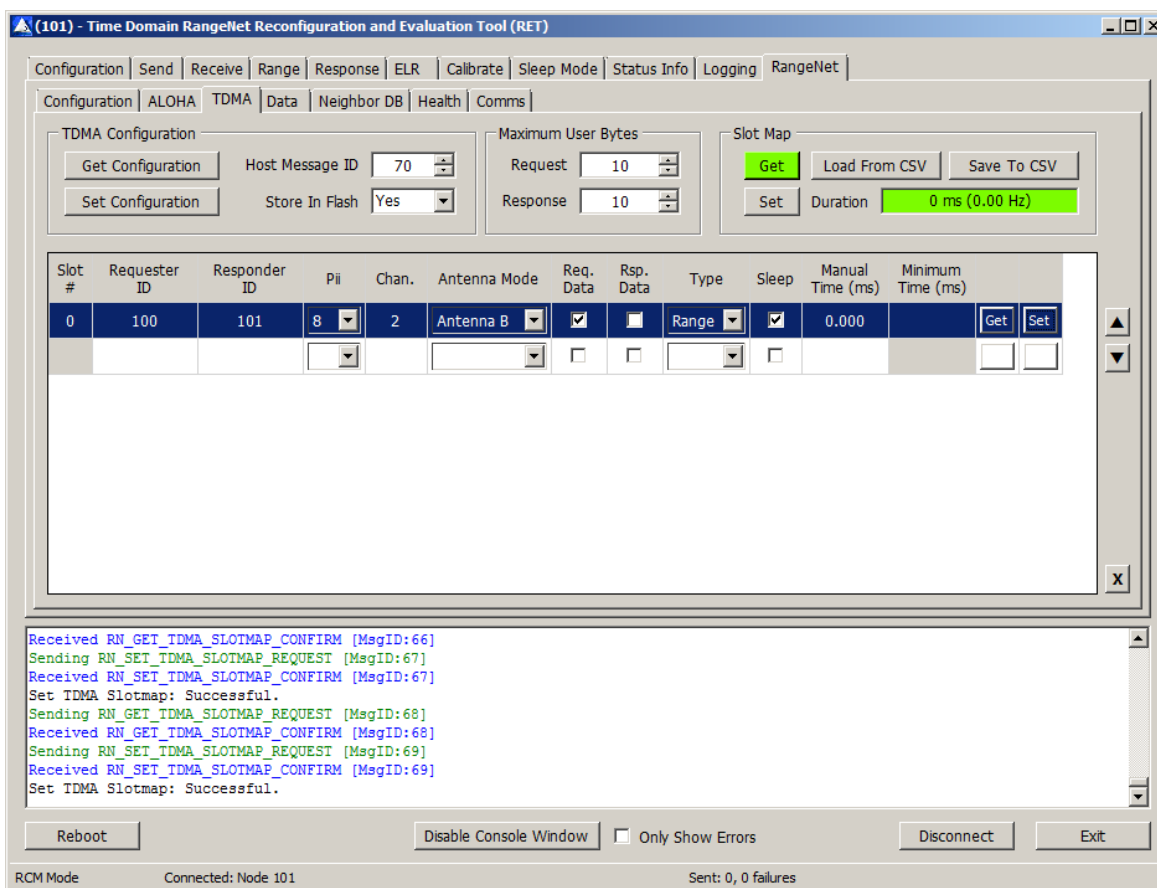 (101) - Time Domain RangeNet Reconfiguration and Evaluation Tool (RET)
Configuration Send Receive Range Response ELR Calibrate Sleep Mode Status Info Logging RangeNet
Configuration ALOHA TDMA Data Neighbor DB Health Comms
TDMA Configuration Maximum User Bytes Slot Map
Get Configuration Host Message ID 70 Request 10 Get Load From CSV Save To CSV
Set Configuration Store In Flash Yes Response 10 Set Duration 0 ms (0.00 Hz)
Slot # Requester ID Responder ID Pii Chan. Antenna Mode Req. Data Rsp. Data Type Sleep Manual Time (ms) Minimum Time (ms)
0 100 101 8 2 Antenna B Range 0.000 Get Set
X
Received RN_GET_TDMA_SLOTMAP_CONFIRM [MsgID:66]
Sending RN_SET_TDMA_SLOTMAP_REQUEST [MsgID:67]
Received RN_SET_TDMA_SLOTMAP_CONFIRM [MsgID:67]
Set TDMA Slotmap: Successful.
Sending RN_GET_TDMA_SLOTMAP_REQUEST [MsgID:68]
Received RN_GET_TDMA_SLOTMAP_CONFIRM [MsgID:68]
Sending RN_SET_TDMA_SLOTMAP_REQUEST [MsgID:69]
Received RN_SET_TDMA_SLOTMAP_CONFIRM [MsgID:69]
Set TDMA Slotmap: Successful.
Reboot Disable Console Window Only Show Errors Disconnect Exit
RCM Mode Connected: Node 101 Sent: 0, 0 failures